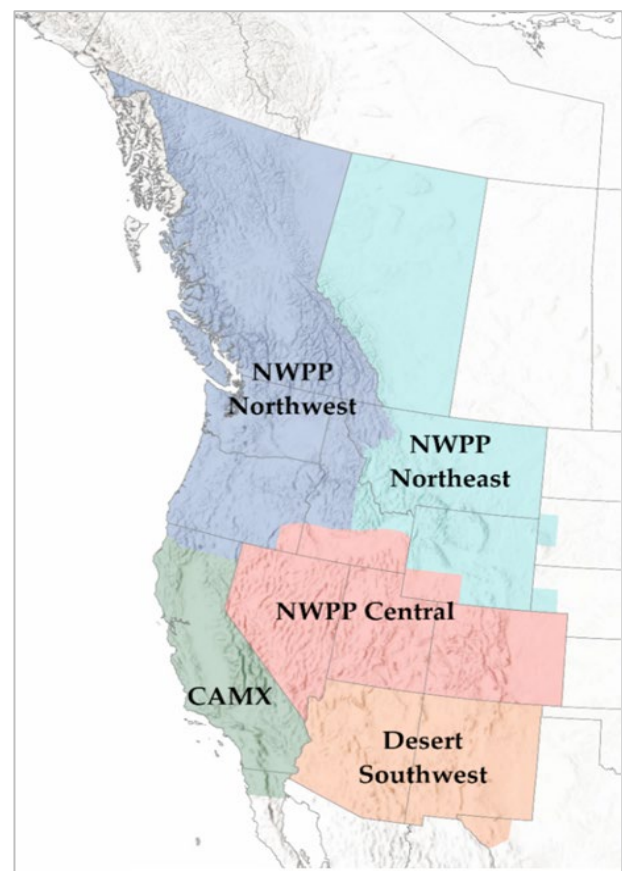 NWPP
Northwest
NWPP
Northeast
NWPP Central
CAMX
Desert
Southwest